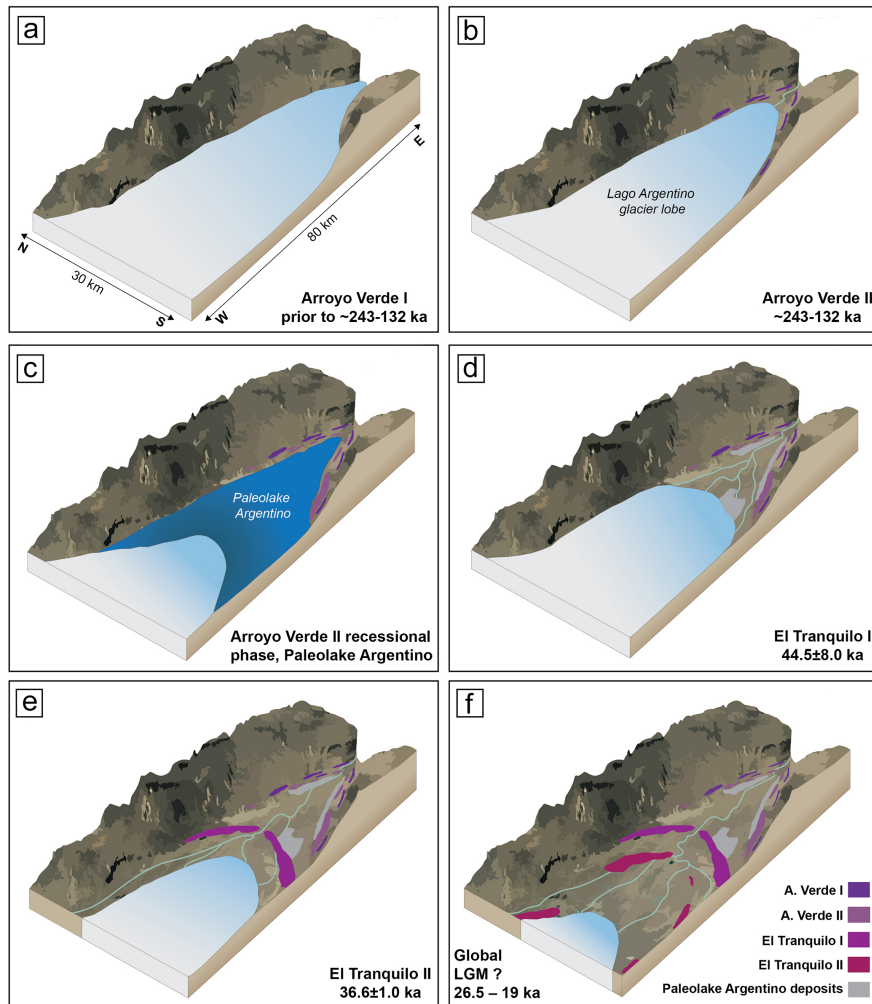 a
N
30 km
S
W
80 km
E
Arroyo Verde I
prior to ~243-132 ka
b
Lago Argentino
glacier lobe
Arroyo Verde II
~243-132 ka
c
Paleolake
Argentino
Arroyo Verde II recessional
phase, Paleolake Argentino
d
El Tranquilo I
44.5±8.0 ka
e
El Tranquilo II
36.6±1.0 ka
f
Global
LGM ?
26.5 – 19 ka
A. Verde I
A. Verde II
El Tranquilo I
El Tranquilo II
Paleolake Argentino deposits